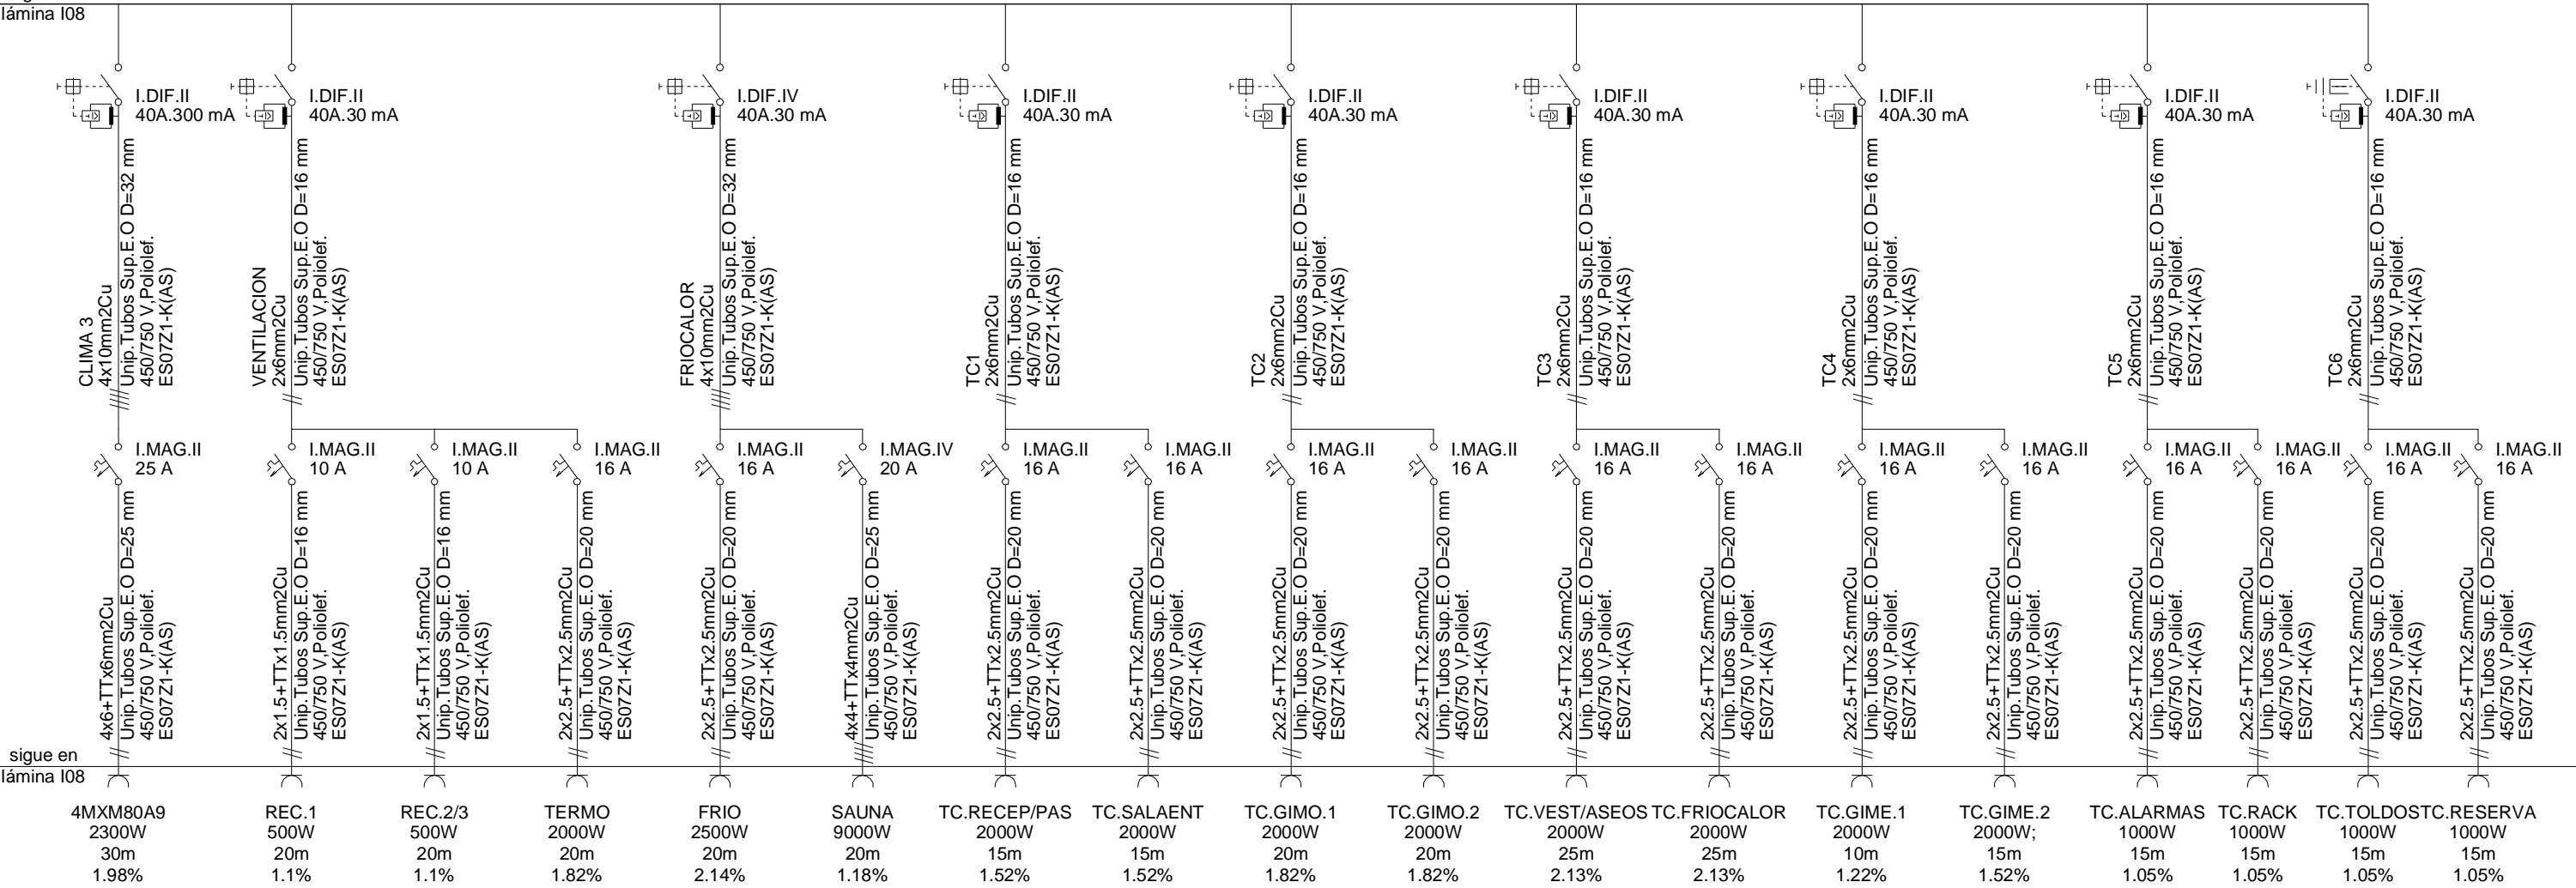 lámina I08
I.DIF.II
40A.300 mA
I.DIF.II
40A.30 mA
I.DIF.IV
40A.30 mA
I.DIF.II
40A.30 mA
I.DIF.II
40A.30 mA
I.DIF.II
40A.30 mA
I.DIF.II
40A.30 mA
I.DIF.II
40A.30 mA
I.DIF.II
40A.30 mA
CLIMA 3
4x10mm2Cu
Unip.Tubos Sup.E.O D=32 mm
450/750 V,Poliolef.
ES07Z1-K(AS)
VENTILACION
2x6mm2Cu
Unip.Tubos Sup.E.O D=16 mm
450/750 V,Poliolef.
ES07Z1-K(AS)
FRIOCALOR
4x10mm2Cu
Unip.Tubos Sup.E.O D=32 mm
450/750 V,Poliolef.
ES07Z1-K(AS)
TC1
2x6mm2Cu
Unip.Tubos Sup.E.O D=16 mm
450/750 V,Poliolef.
ES07Z1-K(AS)
TC2
2x6mm2Cu
Unip.Tubos Sup.E.O D=16 mm
450/750 V,Poliolef.
ES07Z1-K(AS)
TC3
2x6mm2Cu
Unip.Tubos Sup.E.O D=16 mm
450/750 V,Poliolef.
ES07Z1-K(AS)
TC4
2x6mm2Cu
Unip.Tubos Sup.E.O D=16 mm
450/750 V,Poliolef.
ES07Z1-K(AS)
TC5
2x6mm2Cu
Unip.Tubos Sup.E.O D=16 mm
450/750 V,Poliolef.
ES07Z1-K(AS)
TC6
2x6mm2Cu
Unip.Tubos Sup.E.O D=16 mm
450/750 V,Poliolef.
ES07Z1-K(AS)
I.MAG.II
25 A
I.MAG.II
10 A
I.MAG.II
10 A
I.MAG.II
16 A
I.MAG.II
16 A
I.MAG.IV
20 A
I.MAG.II
16 A
I.MAG.II
16 A
I.MAG.II
16 A
I.MAG.II
16 A
I.MAG.II
16 A
I.MAG.II
16 A
I.MAG.II
16 A
I.MAG.II
16 A
I.MAG.II
16 A
I.MAG.II
16 A
I.MAG.II
16 A
I.MAG.II
16 A
4x6+TTx6mm2Cu
Unip.Tubos Sup.E.O D=25 mm
450/750 V,Poliolef.
ES07Z1-K(AS)
2x1.5+TTx1.5mm2Cu
Unip.Tubos Sup.E.O D=16 mm
450/750 V,Poliolef.
ES07Z1-K(AS)
2x1.5+TTx1.5mm2Cu
Unip.Tubos Sup.E.O D=16 mm
450/750 V,Poliolef.
ES07Z1-K(AS)
2x2.5+TTx2.5mm2Cu
Unip.Tubos Sup.E.O D=20 mm
450/750 V,Poliolef.
ES07Z1-K(AS)
2x2.5+TTx2.5mm2Cu
Unip.Tubos Sup.E.O D=20 mm
450/750 V,Poliolef.
ES07Z1-K(AS)
4x4+TTx4mm2Cu
Unip.Tubos Sup.E.O D=25 mm
450/750 V,Poliolef.
ES07Z1-K(AS)
2x2.5+TTx2.5mm2Cu
Unip.Tubos Sup.E.O D=20 mm
450/750 V,Poliolef.
ES07Z1-K(AS)
2x2.5+TTx2.5mm2Cu
Unip.Tubos Sup.E.O D=20 mm
450/750 V,Poliolef.
ES07Z1-K(AS)
2x2.5+TTx2.5mm2Cu
Unip.Tubos Sup.E.O D=20 mm
450/750 V,Poliolef.
ES07Z1-K(AS)
2x2.5+TTx2.5mm2Cu
Unip.Tubos Sup.E.O D=20 mm
450/750 V,Poliolef.
ES07Z1-K(AS)
2x2.5+TTx2.5mm2Cu
Unip.Tubos Sup.E.O D=20 mm
450/750 V,Poliolef.
ES07Z1-K(AS)
2x2.5+TTx2.5mm2Cu
Unip.Tubos Sup.E.O D=20 mm
450/750 V,Poliolef.
ES07Z1-K(AS)
2x2.5+TTx2.5mm2Cu
Unip.Tubos Sup.E.O D=20 mm
450/750 V,Poliolef.
ES07Z1-K(AS)
2x2.5+TTx2.5mm2Cu
Unip.Tubos Sup.E.O D=20 mm
450/750 V,Poliolef.
ES07Z1-K(AS)
2x2.5+TTx2.5mm2Cu
Unip.Tubos Sup.E.O D=20 mm
450/750 V,Poliolef.
ES07Z1-K(AS)
2x2.5+TTx2.5mm2Cu
Unip.Tubos Sup.E.O D=20 mm
450/750 V,Poliolef.
ES07Z1-K(AS)
2x2.5+TTx2.5mm2Cu
Unip.Tubos Sup.E.O D=20 mm
450/750 V,Poliolef.
ES07Z1-K(AS)
2x2.5+TTx2.5mm2Cu
Unip.Tubos Sup.E.O D=20 mm
450/750 V,Poliolef.
ES07Z1-K(AS)
sigue en
lámina I08
4MXM80A9
2300W
30m
1.98%
REC.1
500W
20m
1.1%
REC.2/3
500W
20m
1.1%
TERMO
2000W
20m
1.82%
FRIO
2500W
20m
2.14%
SAUNA
9000W
20m
1.18%
TC.RECEP/PAS
2000W
15m
1.52%
TC.SALAENT
2000W
15m
1.52%
TC.GIMO.1
2000W
20m
1.82%
TC.GIMO.2
2000W
20m
1.82%
TC.VEST/ASEOS
2000W
25m
2.13%
TC.FRIOCALOR
2000W
25m
2.13%
TC.GIME.1
2000W
10m
1.22%
TC.GIME.2
2000W;
15m
1.52%
TC.ALARMAS
1000W
15m
1.05%
TC.RACK
1000W
15m
1.05%
TC.TOLDOS
1000W
15m
1.05%
TC.RESERVA
1000W
15m
1.05%